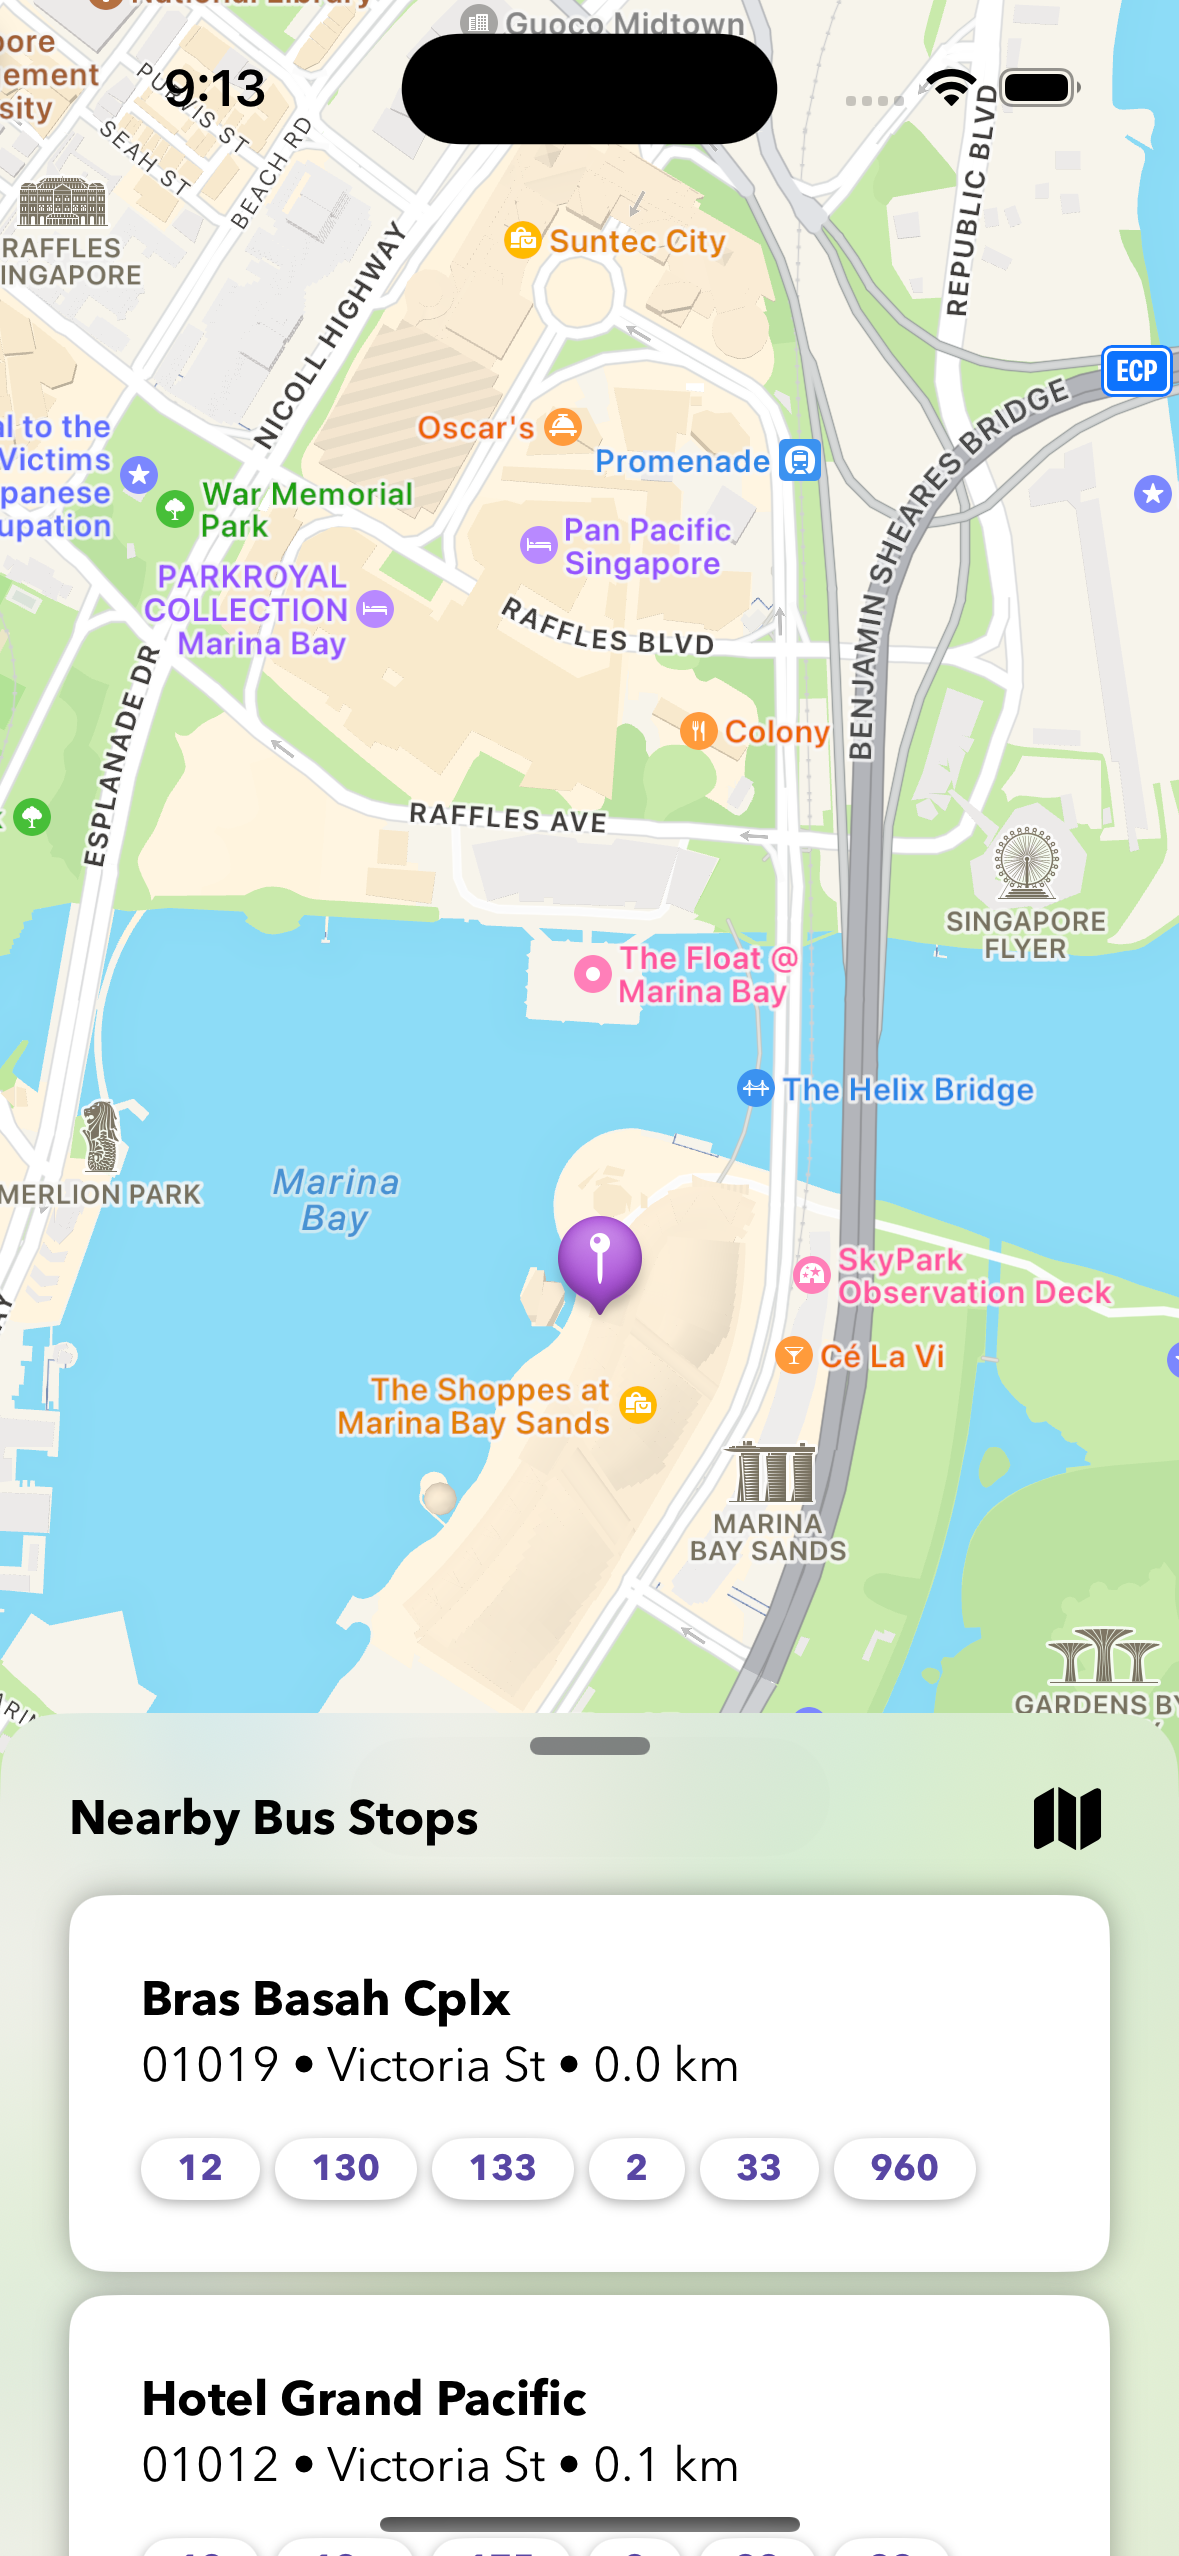 National Library
Guoco Midtown
pore
ement
sity
9:13
PURVIS ST
SEAH ST
BEACH RD
REPUBLIC BLVD
RAFFLES
INGAPORE
NICOLL HIGHWAY
Suntec City
ECP
BENJAMIN SHEARES BRIDGE
Oscar's
Promenade
al to the
Victims
panese
upation
War Memorial
Park
Pan Pacific
Singapore
PARKROYAL
COLLECTION
Marina Bay
RAFFLES BLVD
ESPLANADE DR
Colony
RAFFLES AVE
SINGAPORE
FLYER
The Float @
Marina Bay
The Helix Bridge
MERLION PARK
Marina
Bay
SkyPark
Observation Deck
Cé La Vi
The Shoppes at
Marina Bay Sands
MARINA
BAY SANDS
GARDENS BY
Nearby Bus Stops
Bras Basah Cplx
01019 • Victoria St • 0.0 km
12 130 133 2 33 960
Hotel Grand Pacific
01012 • Victoria St • 0.1 km